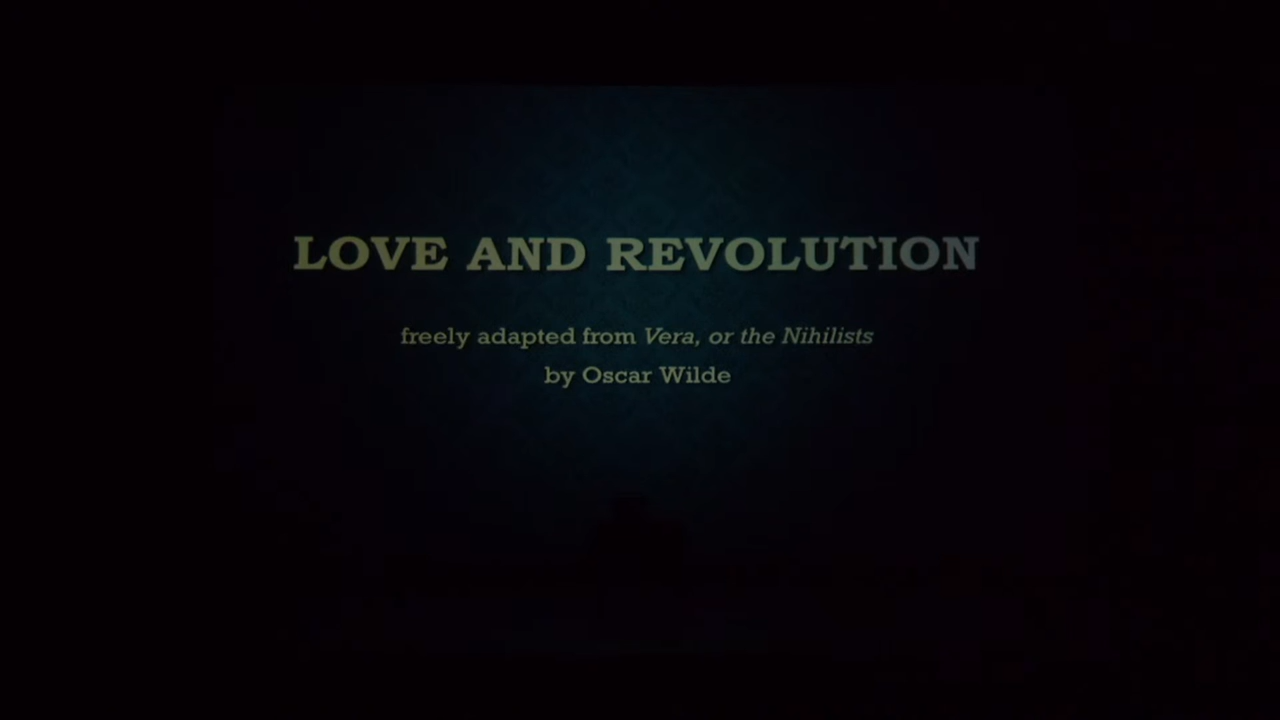 LOVE AND REVOLUTION
freely adapted from Vera, or the Nihilists
by Oscar Wilde